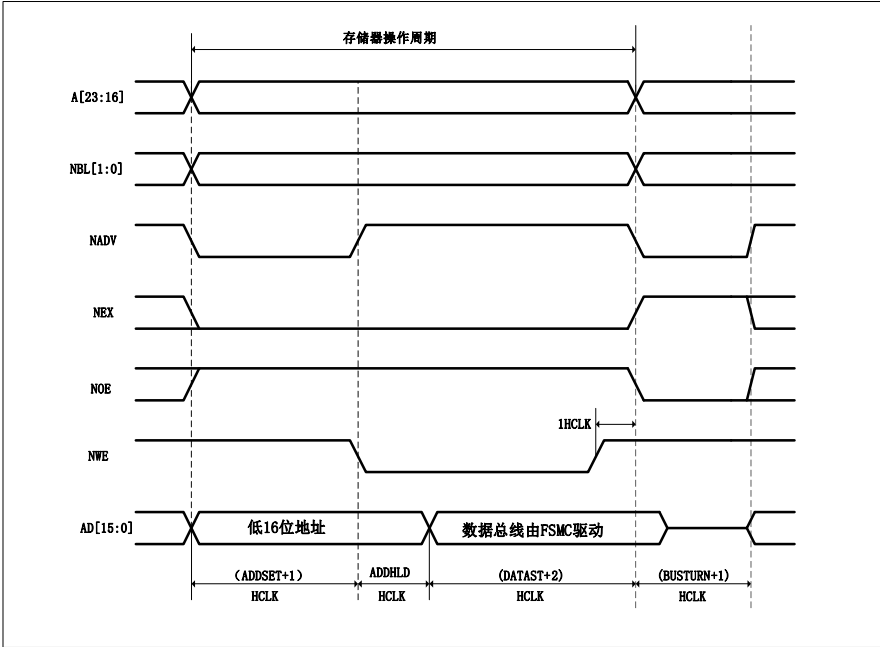 存储器操作周期
A[23:16]
NBL[1:0]
NADV
NEX
NOE
1HCLK
NWE
AD[15:0]
低16位地址
数据总线由FSMC驱动
(ADDSET+1)
ADDHLD
(DATAST+2)
(BUSTURN+1)
HCLK
HCLK
HCLK
HCLK